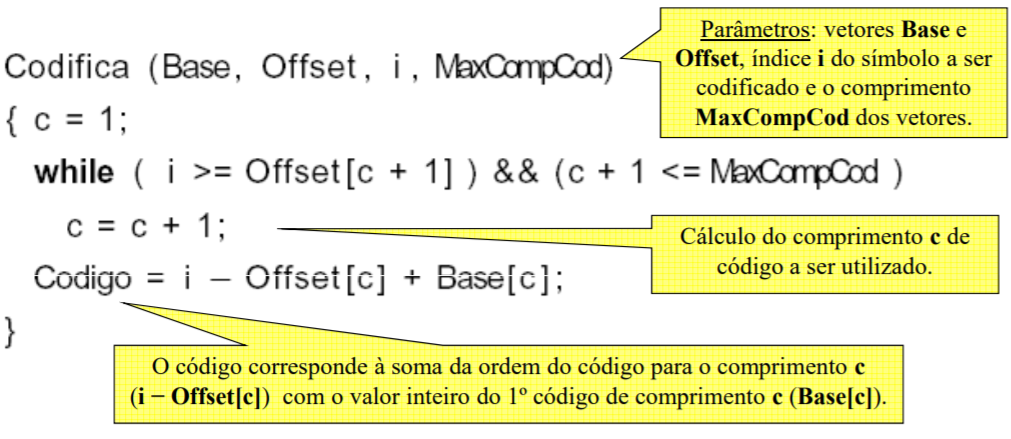 Codifica (Base, Offset, i, MaxCompCod)
{ c = 1;
while ( i >= Offset[c + 1] ) && (c + 1 <= MaxCompCod )
c = c + 1;
Codigo = i − Offset[c] + Base[c];
}
Parâmetros: vetores Base e
Offset, índice i do símbolo a ser
codificado e o comprimento
MaxCompCod dos vetores.
Cálculo do comprimento c de
código a ser utilizado.
O código corresponde à soma da ordem do código para o comprimento c
(i − Offset[c]) com o valor inteiro do 1º código de comprimento c (Base[c]).